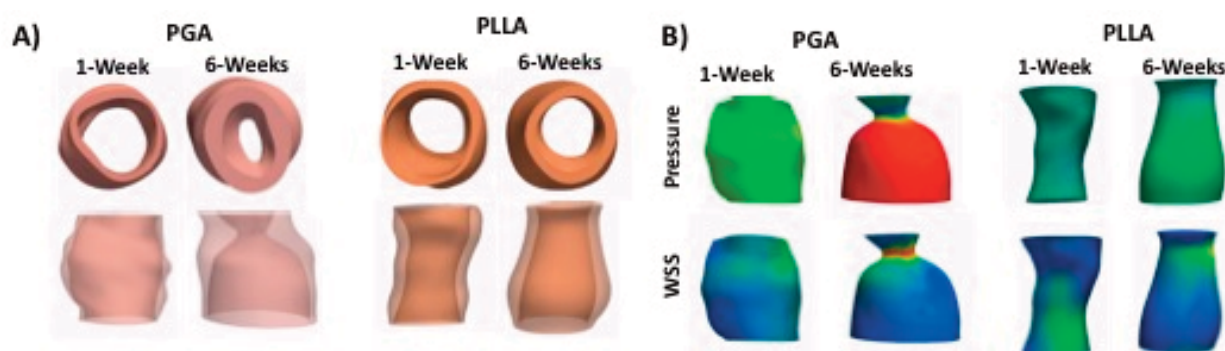 A)
PGA
PLLA
1-Week
6-Weeks
1-Week
6-Weeks
B)
PGA
PLLA
1-Week
6-Weeks
1-Week
6-Weeks
Pressure
WSS